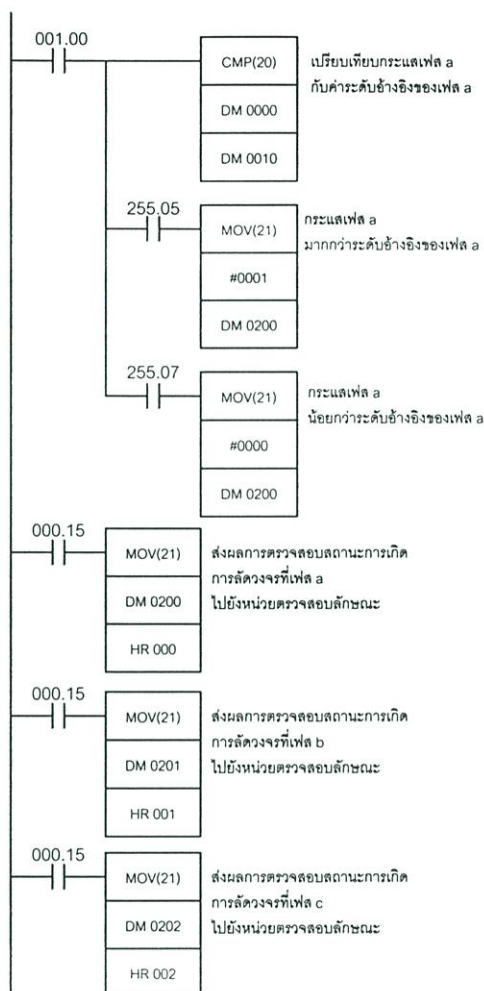 001.00
CMP(20)
DM 0000
DM 0010
เปรียบเทียบกระแสเฟส a
กับค่าระดับอ้างอิงของเฟส a
255.05
MOV(21)
#0001
DM 0200
กระแสเฟส a
มากกว่าระดับอ้างอิงของเฟส a
255.07
MOV(21)
#0000
DM 0200
กระแสเฟส a
น้อยกว่าระดับอ้างอิงของเฟส a
000.15
MOV(21)
DM 0200
HR 000
ส่งผลการตรวจสอบสถานะการเกิด
การลัดวงจรที่เฟส a
ไปยังหน่วยตรวจสอบลักษณะ
000.15
MOV(21)
DM 0201
HR 001
ส่งผลการตรวจสอบสถานะการเกิด
การลัดวงจรที่เฟส b
ไปยังหน่วยตรวจสอบลักษณะ
000.15
MOV(21)
DM 0202
HR 002
ส่งผลการตรวจสอบสถานะการเกิด
การลัดวงจรที่เฟส c
ไปยังหน่วยตรวจสอบลักษณะ